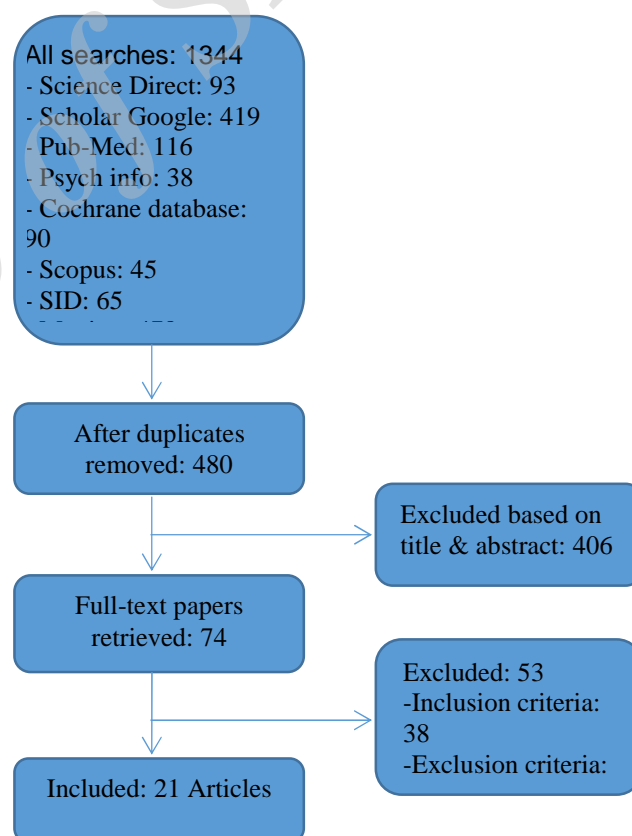 All searches: 1344
- Science Direct: 93
- Scholar Google: 419
- Pub-Med: 116
- Psych info: 38
- Cochrane database:
90
- Scopus: 45
- SID: 65
After duplicates
removed: 480
Excluded based on
title & abstract: 406
Full-text papers
retrieved: 74
Excluded: 53
-Inclusion criteria:
38
-Exclusion criteria:
Included: 21 Articles
of